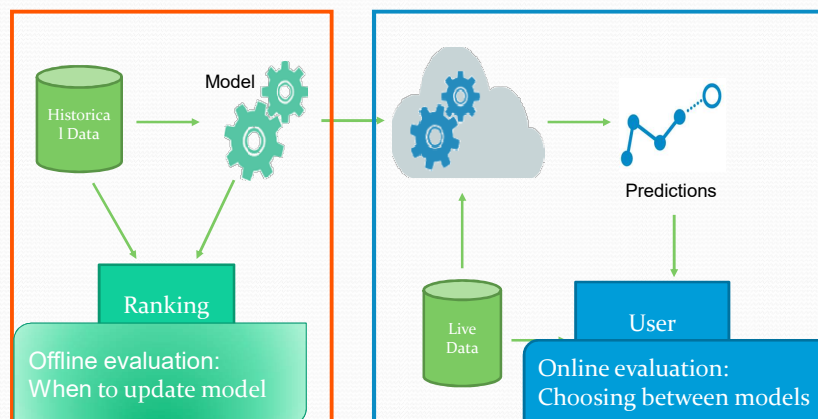 Model
Historica
l Data
Ranking
Offline evaluation:
When to update model
Predictions
Live
Data
User
Online evaluation:
Choosing between models